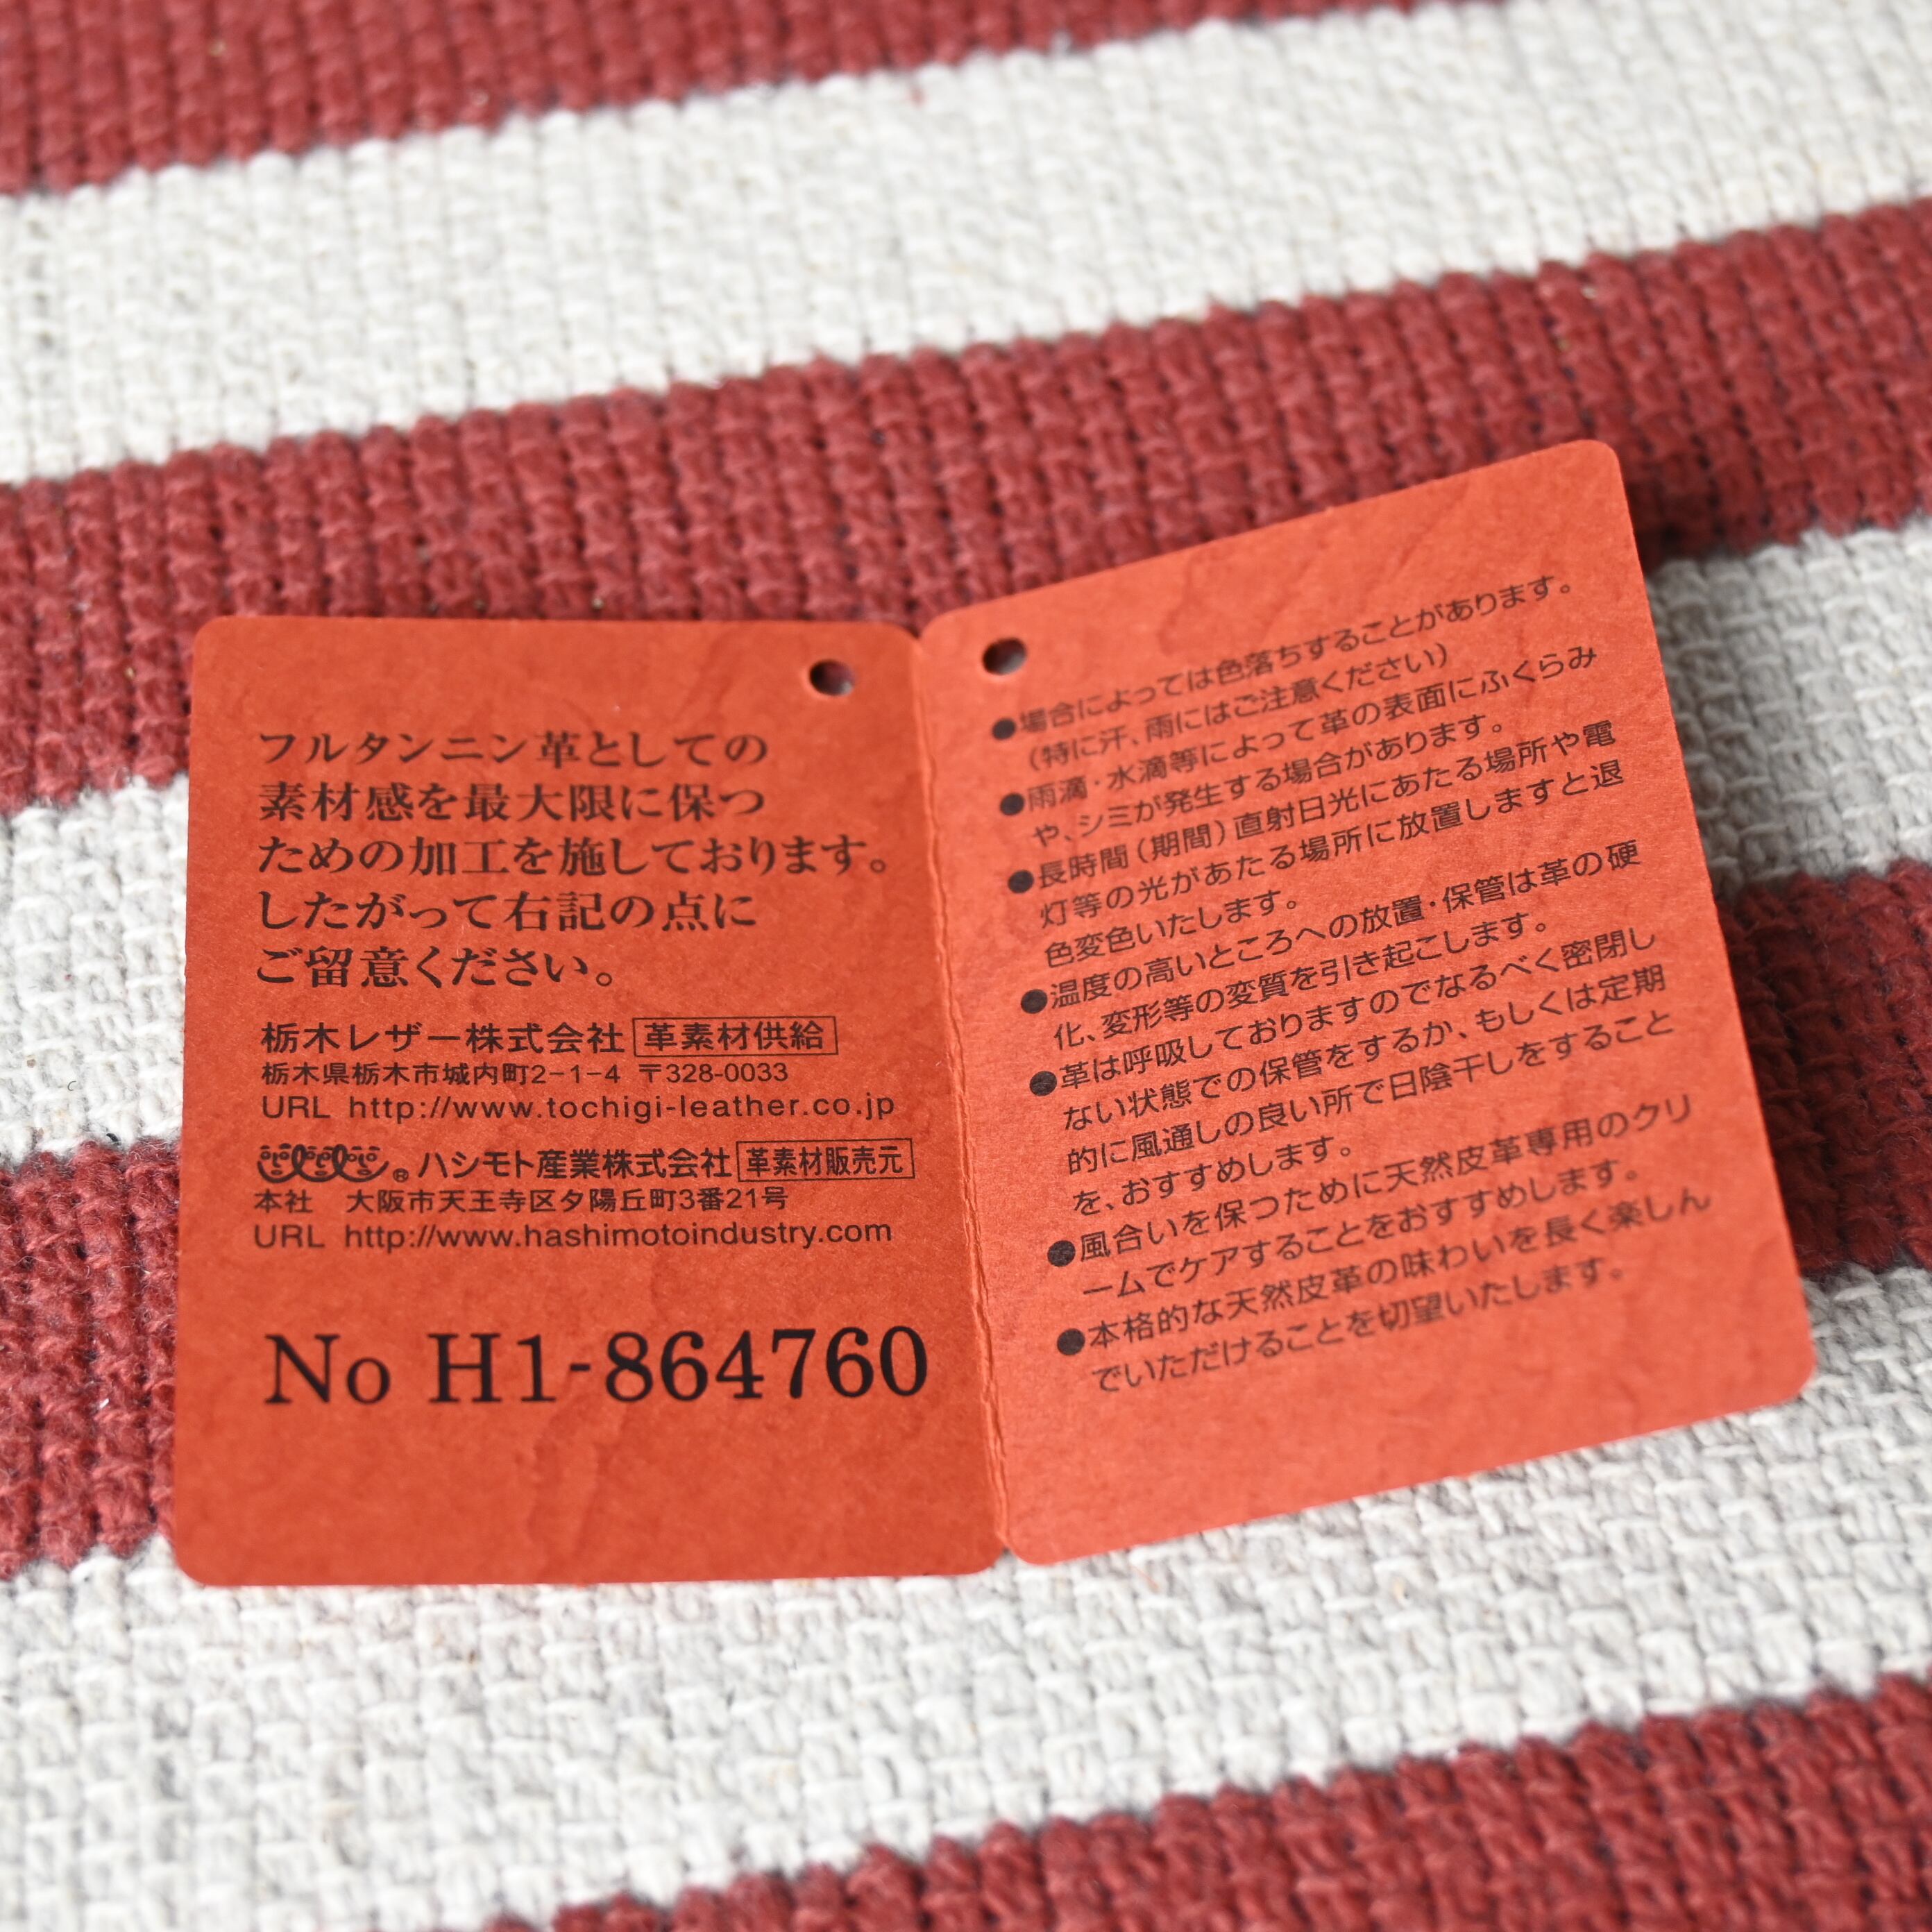 フルタンニン革としての
素材感を最大限に保つ
ための加工を施しております。
したがって右記の点に
ご留意ください。
栃木レザー株式会社 革素材供給
栃木県栃木市城内町2-1-4 〒328-0033
URL http://www.tochigi-leather.co.jp
® ハシモト産業株式会社 革素材販売元
本社 大阪市天王寺区夕陽丘町3番21号
URL http://www.hashimotoindustry.com
No H1-864760
●場合によっては色落ちすることがあります。
(特に汗、雨にはご注意ください)
●雨滴・水滴等によって革の表面にふくらみ
や、シミが発生する場合があります。
●長時間(期間)直射日光にあたる場所や電
灯等の光があたる場所に放置しますと退
色変色いたします。
●温度の高いところへの放置・保管は革の硬
化、変形等の変質を引き起こします。
●革は呼吸しておりますのでなるべく密閉し
ない状態での保管をするか、もしくは定期
的に風通しの良い所で日陰干しをすること
を、おすすめします。
●風合いを保つために天然皮革専用のクリ
ームでケアすることをおすすめします。
●本格的な天然皮革の味わいを長く楽しん
でいただけることを切望いたします。